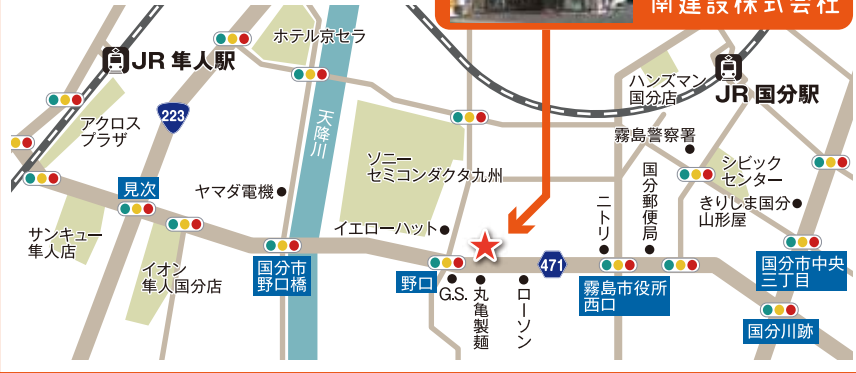 南建設株式会社
ホテル京セラ
JR 隼人駅
ハンズマン
国分店
JR 国分駅
アクロス
プラザ
223
天降川
霧島警察署
ソニー
セミコンダクタ九州
シビック
センター
見次
ヤマダ電機
国分郵便局
きりしま国分
山形屋
ニトリ
サンキュー
隼人店
イエローハット
イオン
隼人国分店
国分市
野口橋
野口
471
国分市中央
三丁目
霧島市役所
西口
G.S.
丸亀製麺
ローソン
国分川跡